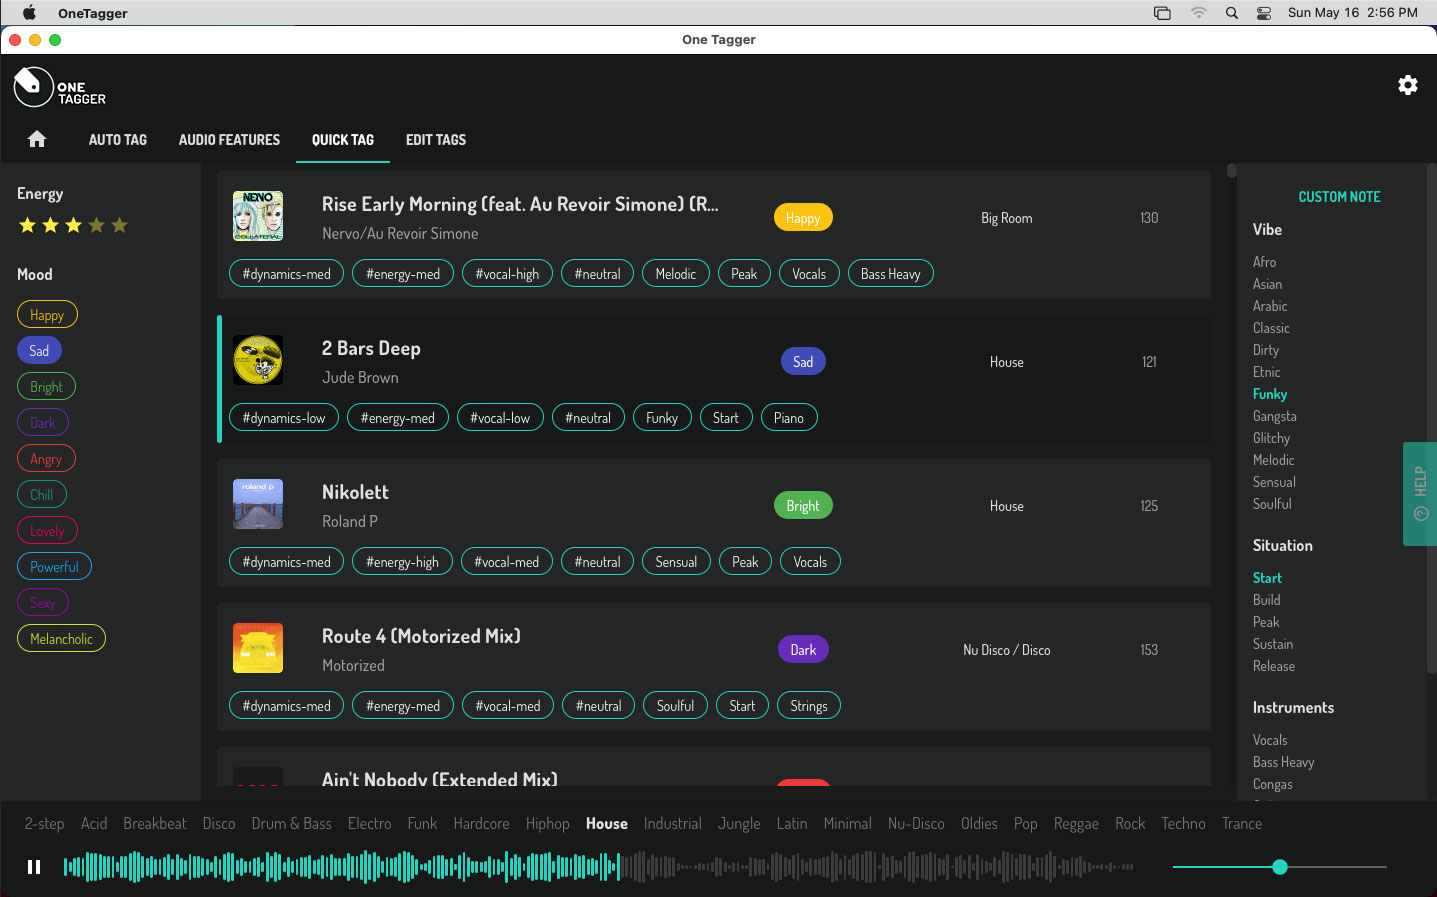 OneTagger
Sun May 16 2:56 PM
One Tagger
ONE
TAGGER
AUTO TAG
AUDIO FEATURES
QUICK TAG
EDIT TAGS
Energy
Mood
Happy
Sad
Bright
Dark
Angry
Chill
Lovely
Powerful
Sexy
Melancholic
NERVO
COLLATERAL
Rise Early Morning (feat. Au Revoir Simone) (R...
Nervo/Au Revoir Simone
Happy
Big Room
130
#dynamics-med #energy-med #vocal-high #neutral Melodic Peak Vocals Bass Heavy
2 Bars Deep
Jude Brown
Sad
House
121
#dynamics-low #energy-med #vocal-low #neutral Funky Start Piano
roland p
Nikolett
Roland P
Bright
House
125
#dynamics-med #energy-high #vocal-med #neutral Sensual Peak Vocals
Route 4 (Motorized Mix)
Motorized
Dark
Nu Disco / Disco
153
#dynamics-med #energy-med #vocal-med #neutral Soulful Start Strings
Ain't Nobody (Extended Mix)
CUSTOM NOTE
Vibe
Afro
Asian
Arabic
Classic
Dirty
Etnic
Funky
Gangsta
Glitchy
Melodic
Sensual
Soulful
Situation
Start
Build
Peak
Sustain
Release
Instruments
Vocals
Bass Heavy
Congas
HELP
2-step Acid Breakbeat Disco Drum & Bass Electro Funk Hardcore Hiphop House Industrial Jungle Latin Minimal Nu-Disco Oldies Pop Reggae Rock Techno Trance